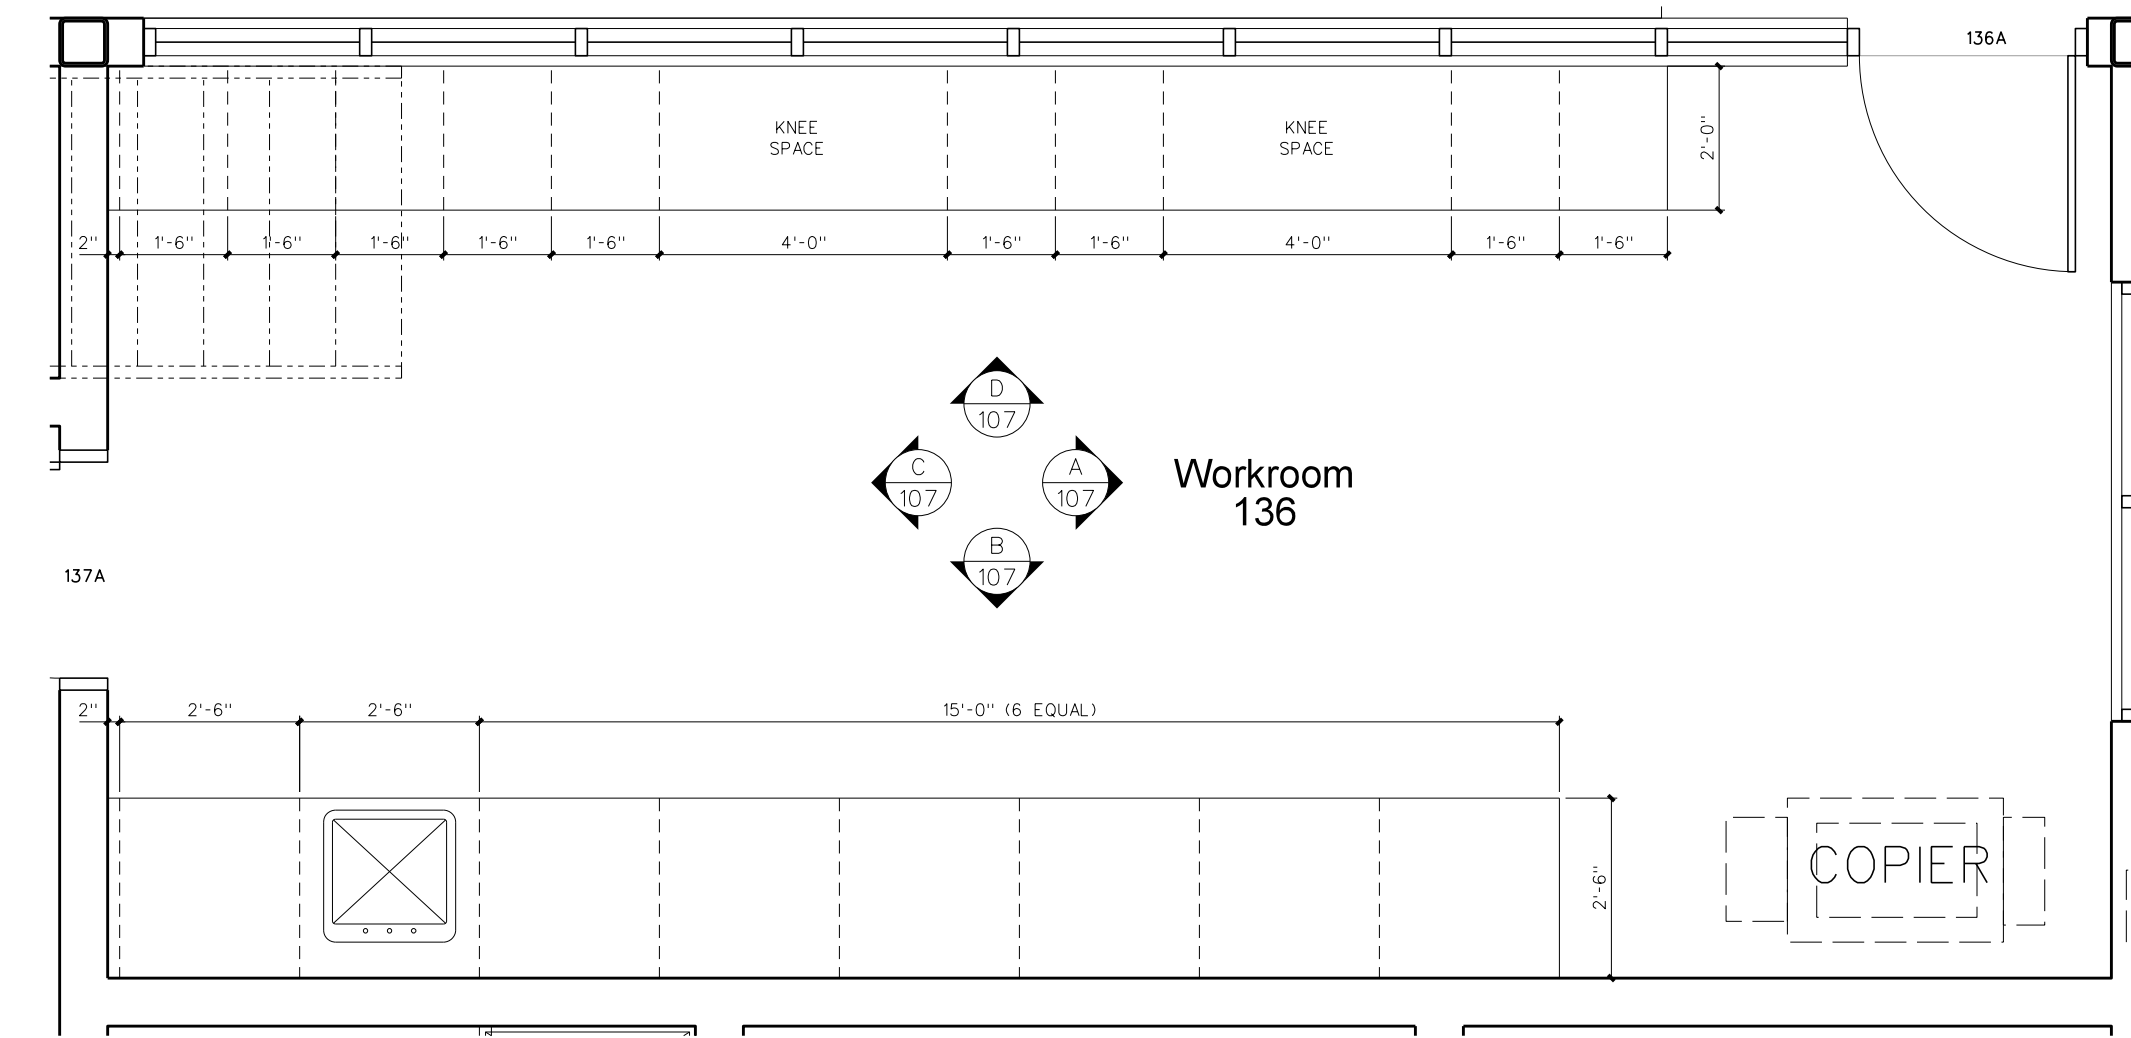 136A
KNEE
SPACE
KNEE
SPACE
2'-0"
2" 1'-6" 1'-6" 1'-6" 1'-6" 1'-6" 4'-0" 1'-6" 1'-6" 4'-0" 1'-6" 1'-6"
D
107
C
107
A
107
B
107
Workroom
136
137A
2" 2'-6" 2'-6" 15'-0" (6 EQUAL)
2'-6"
COPIER